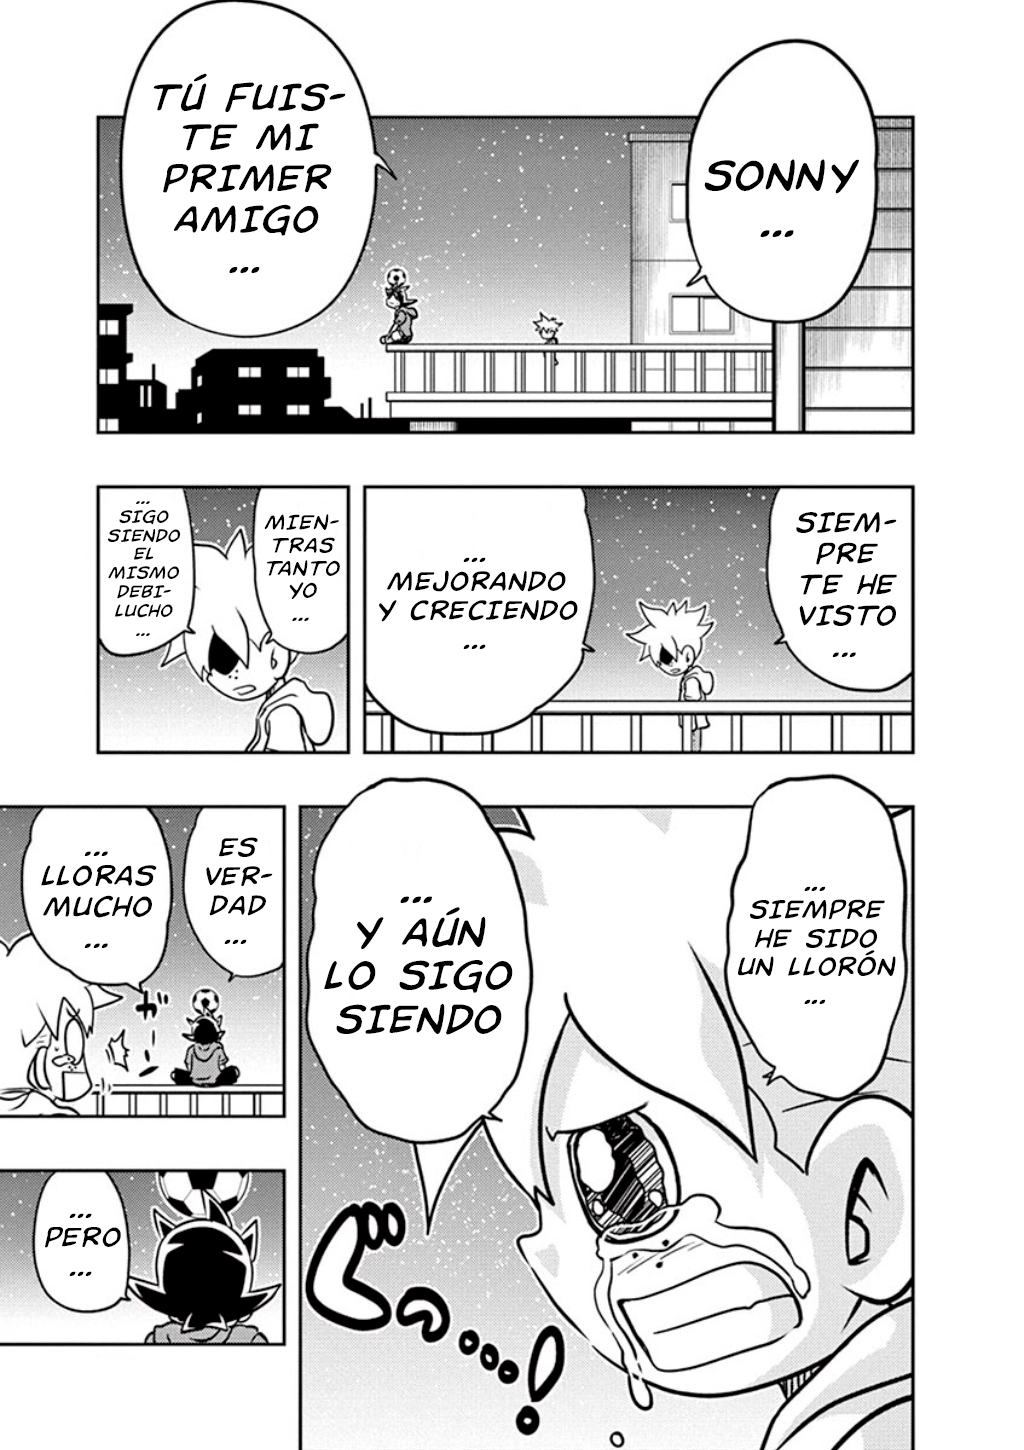 SONNY
...
TÚ FUIS-
TE MI
PRIMER
AMIGO
...
SIEM-
PRE
TE HE
VISTO
...
...
MEJORANDO
Y CRECIENDO
...
MIEN-
TRAS
TANTO
YO
...
...
SIGO
SIENDO
EL
MISMO
DEBI-
LUCHO
...
...
SIEMPRE
HE SIDO
UN LLORÓN
...
...
Y AÚN
LO SIGO
SIENDO
ES
VER-
DAD
...
...
LLORAS
MUCHO
...
...
PERO
...